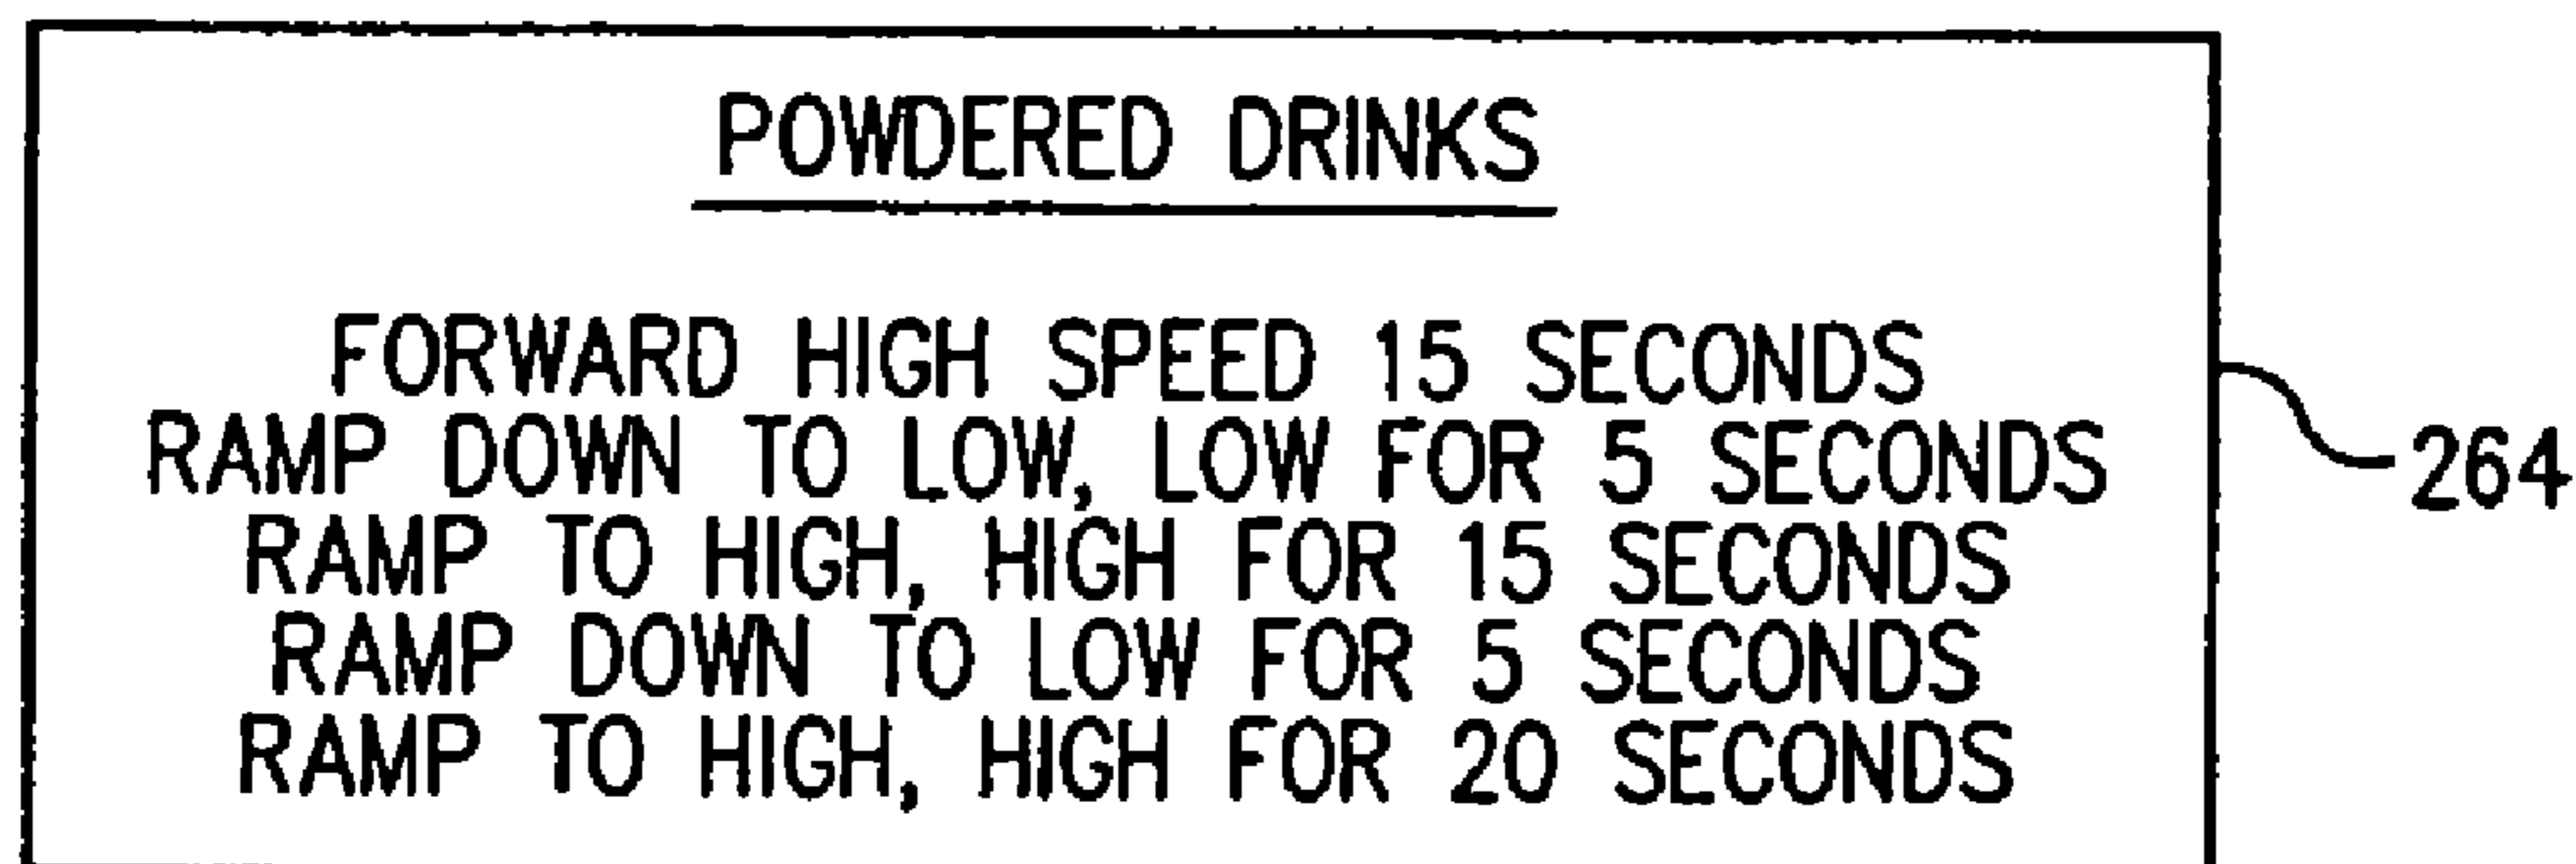 POWDERED DRINKS
FORWARD HIGH SPEED 15 SECONDS
RAMP DOWN TO LOW, LOW FOR 5 SECONDS
RAMP TO HIGH, HIGH FOR 15 SECONDS
RAMP DOWN TO LOW FOR 5 SECONDS
RAMP TO HIGH, HIGH FOR 20 SECONDS
264